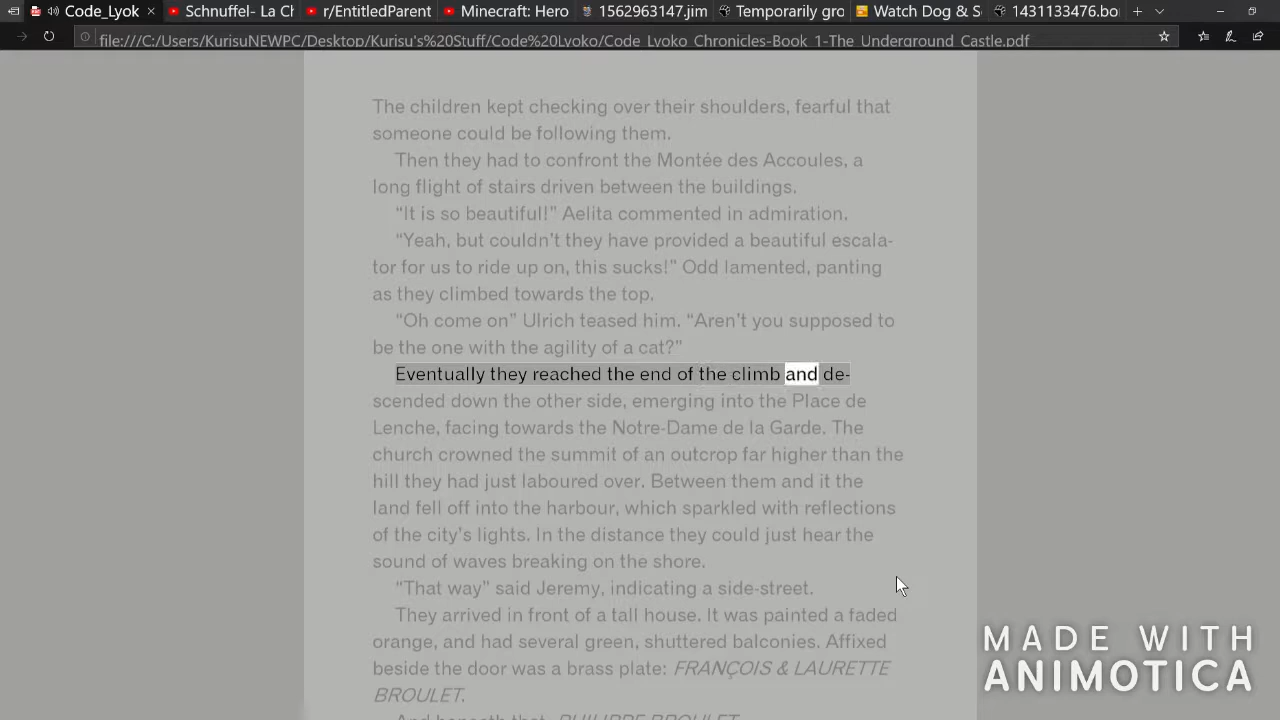 Code_Lyok
Schnuffel- La Ch
r/EntitledParent
Minecraft: Hero
1562963147.jim
Temporarily gro
Watch Dog & S
1431133476.bo
file:///C:/Users/KurisuNEWPC/Desktop/Kurisu's%20Stuff/Code%20Lyoko/Code_Lyoko_Chronicles-Book_1-The_Underground_Castle.pdf
The children kept checking over their shoulders, fearful that
someone could be following them.
Then they had to confront the Montée des Accoules, a
long flight of stairs driven between the buildings.
“It is so beautiful!” Aelita commented in admiration.
“Yeah, but couldn’t they have provided a beautiful escala-
tor for us to ride up on, this sucks!” Odd lamented, panting
as they climbed towards the top.
“Oh come on” Ulrich teased him. “Aren’t you supposed to
be the one with the agility of a cat?”
Eventually they reached the end of the climb and de-
scended down the other side, emerging into the Place de
Lenche, facing towards the Notre-Dame de la Garde. The
church crowned the summit of an outcrop far higher than the
hill they had just laboured over. Between them and it the
land fell off into the harbour, which sparkled with reflections
of the city’s lights. In the distance they could just hear the
sound of waves breaking on the shore.
“That way” said Jeremy, indicating a side-street.
They arrived in front of a tall house. It was painted a faded
orange, and had several green, shuttered balconies. Affixed
beside the door was a brass plate: FRANÇOIS & LAURETTE
BROULET.
And beneath that, PHILIPPE BROULET.
MADE WITH
ANIMOTICA